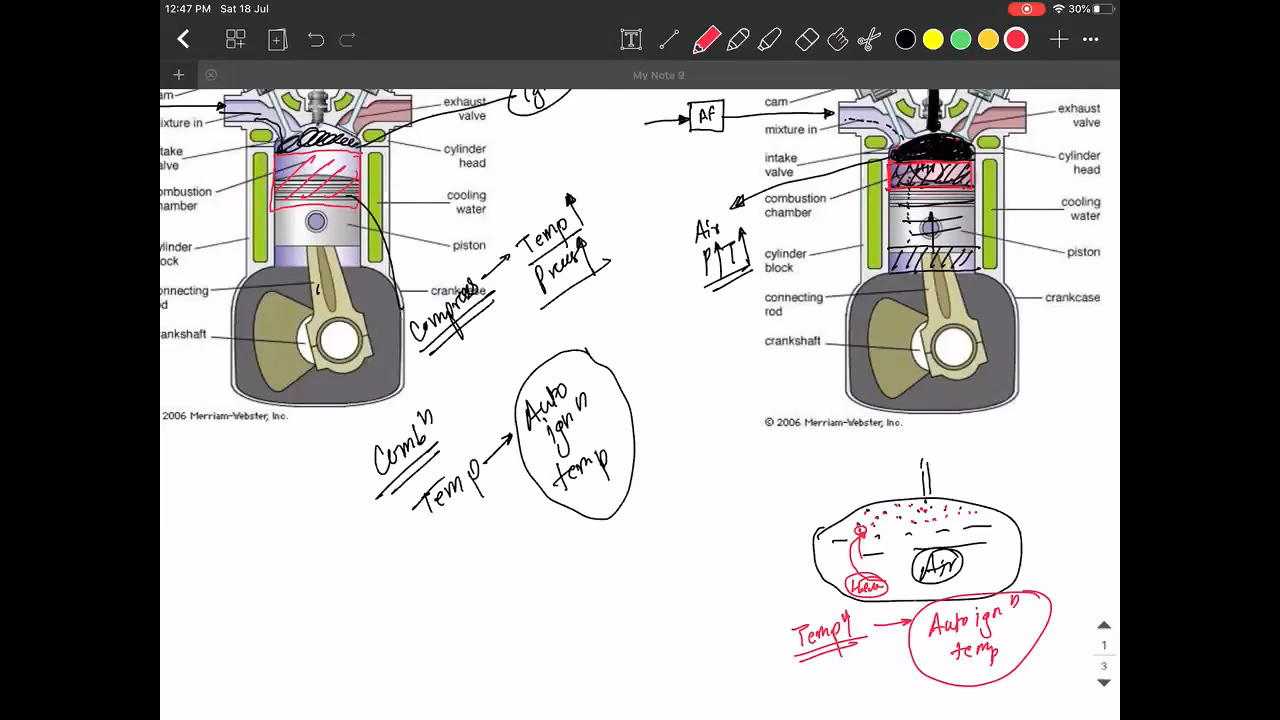 12:47 PM Sat 18 Jul
30%
My Note 9
cam
mixture in
intake
valve
combustion
chamber
cylinder
block
connecting
rod
crankshaft
exhaust
valve
cylinder
head
cooling
water
piston
crankcase
2006 Merriam-Webster, Inc.
Compress
Temp
Press
Combⁿ
Temp
Auto
ignⁿ
temp
AF
cam
mixture in
intake
valve
combustion
chamber
cylinder
block
connecting
rod
crankshaft
exhaust
valve
cylinder
head
cooling
water
piston
crankcase
© 2006 Merriam-Webster, Inc.
Air
P T
Air
Temp
Auto ignⁿ
temp
1
3